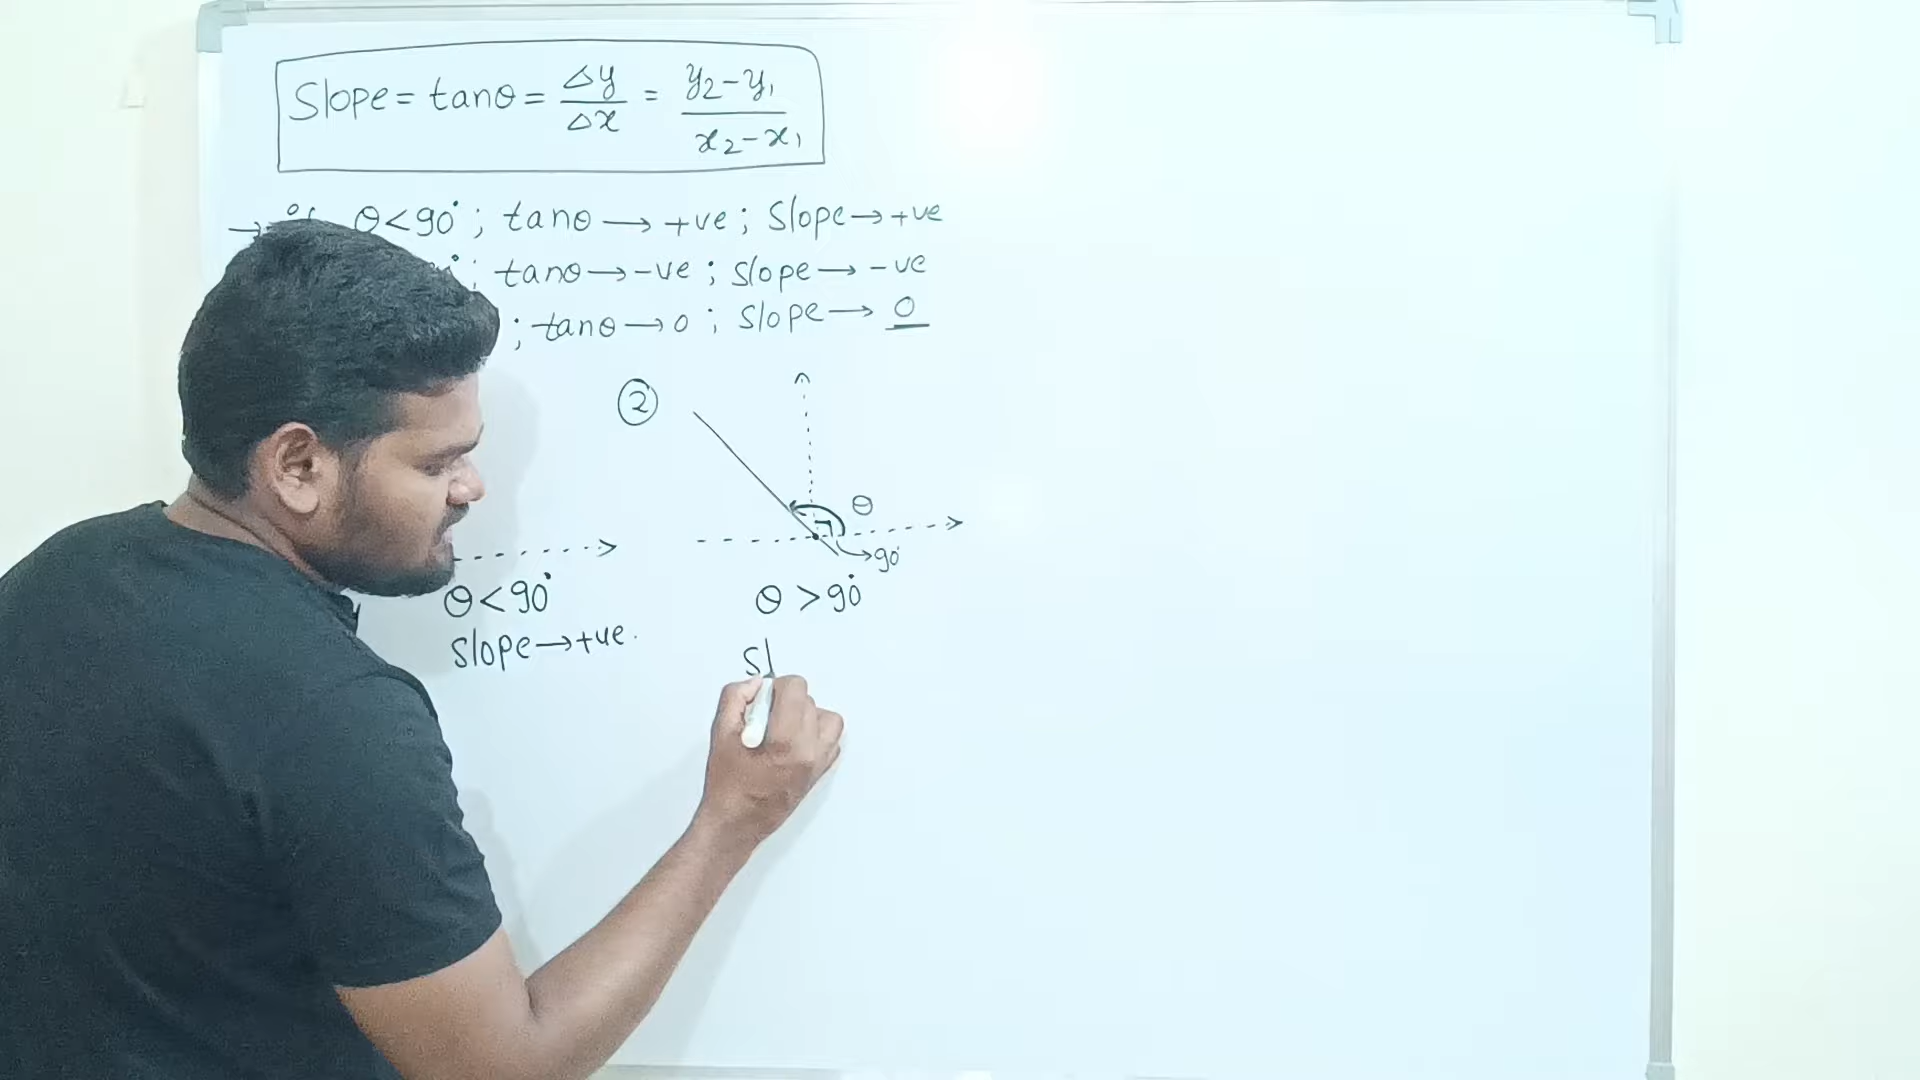 Slope = tanθ = Δy/Δx = y₂-y₁/x₂-x₁
→ θ<90°; tanθ → +ve; Slope → +ve
; tanθ → -ve; slope → -ve
; tanθ → 0; slope → 0
②
θ
90°
θ<90°
θ > 90°
slope → +ve.
Sl